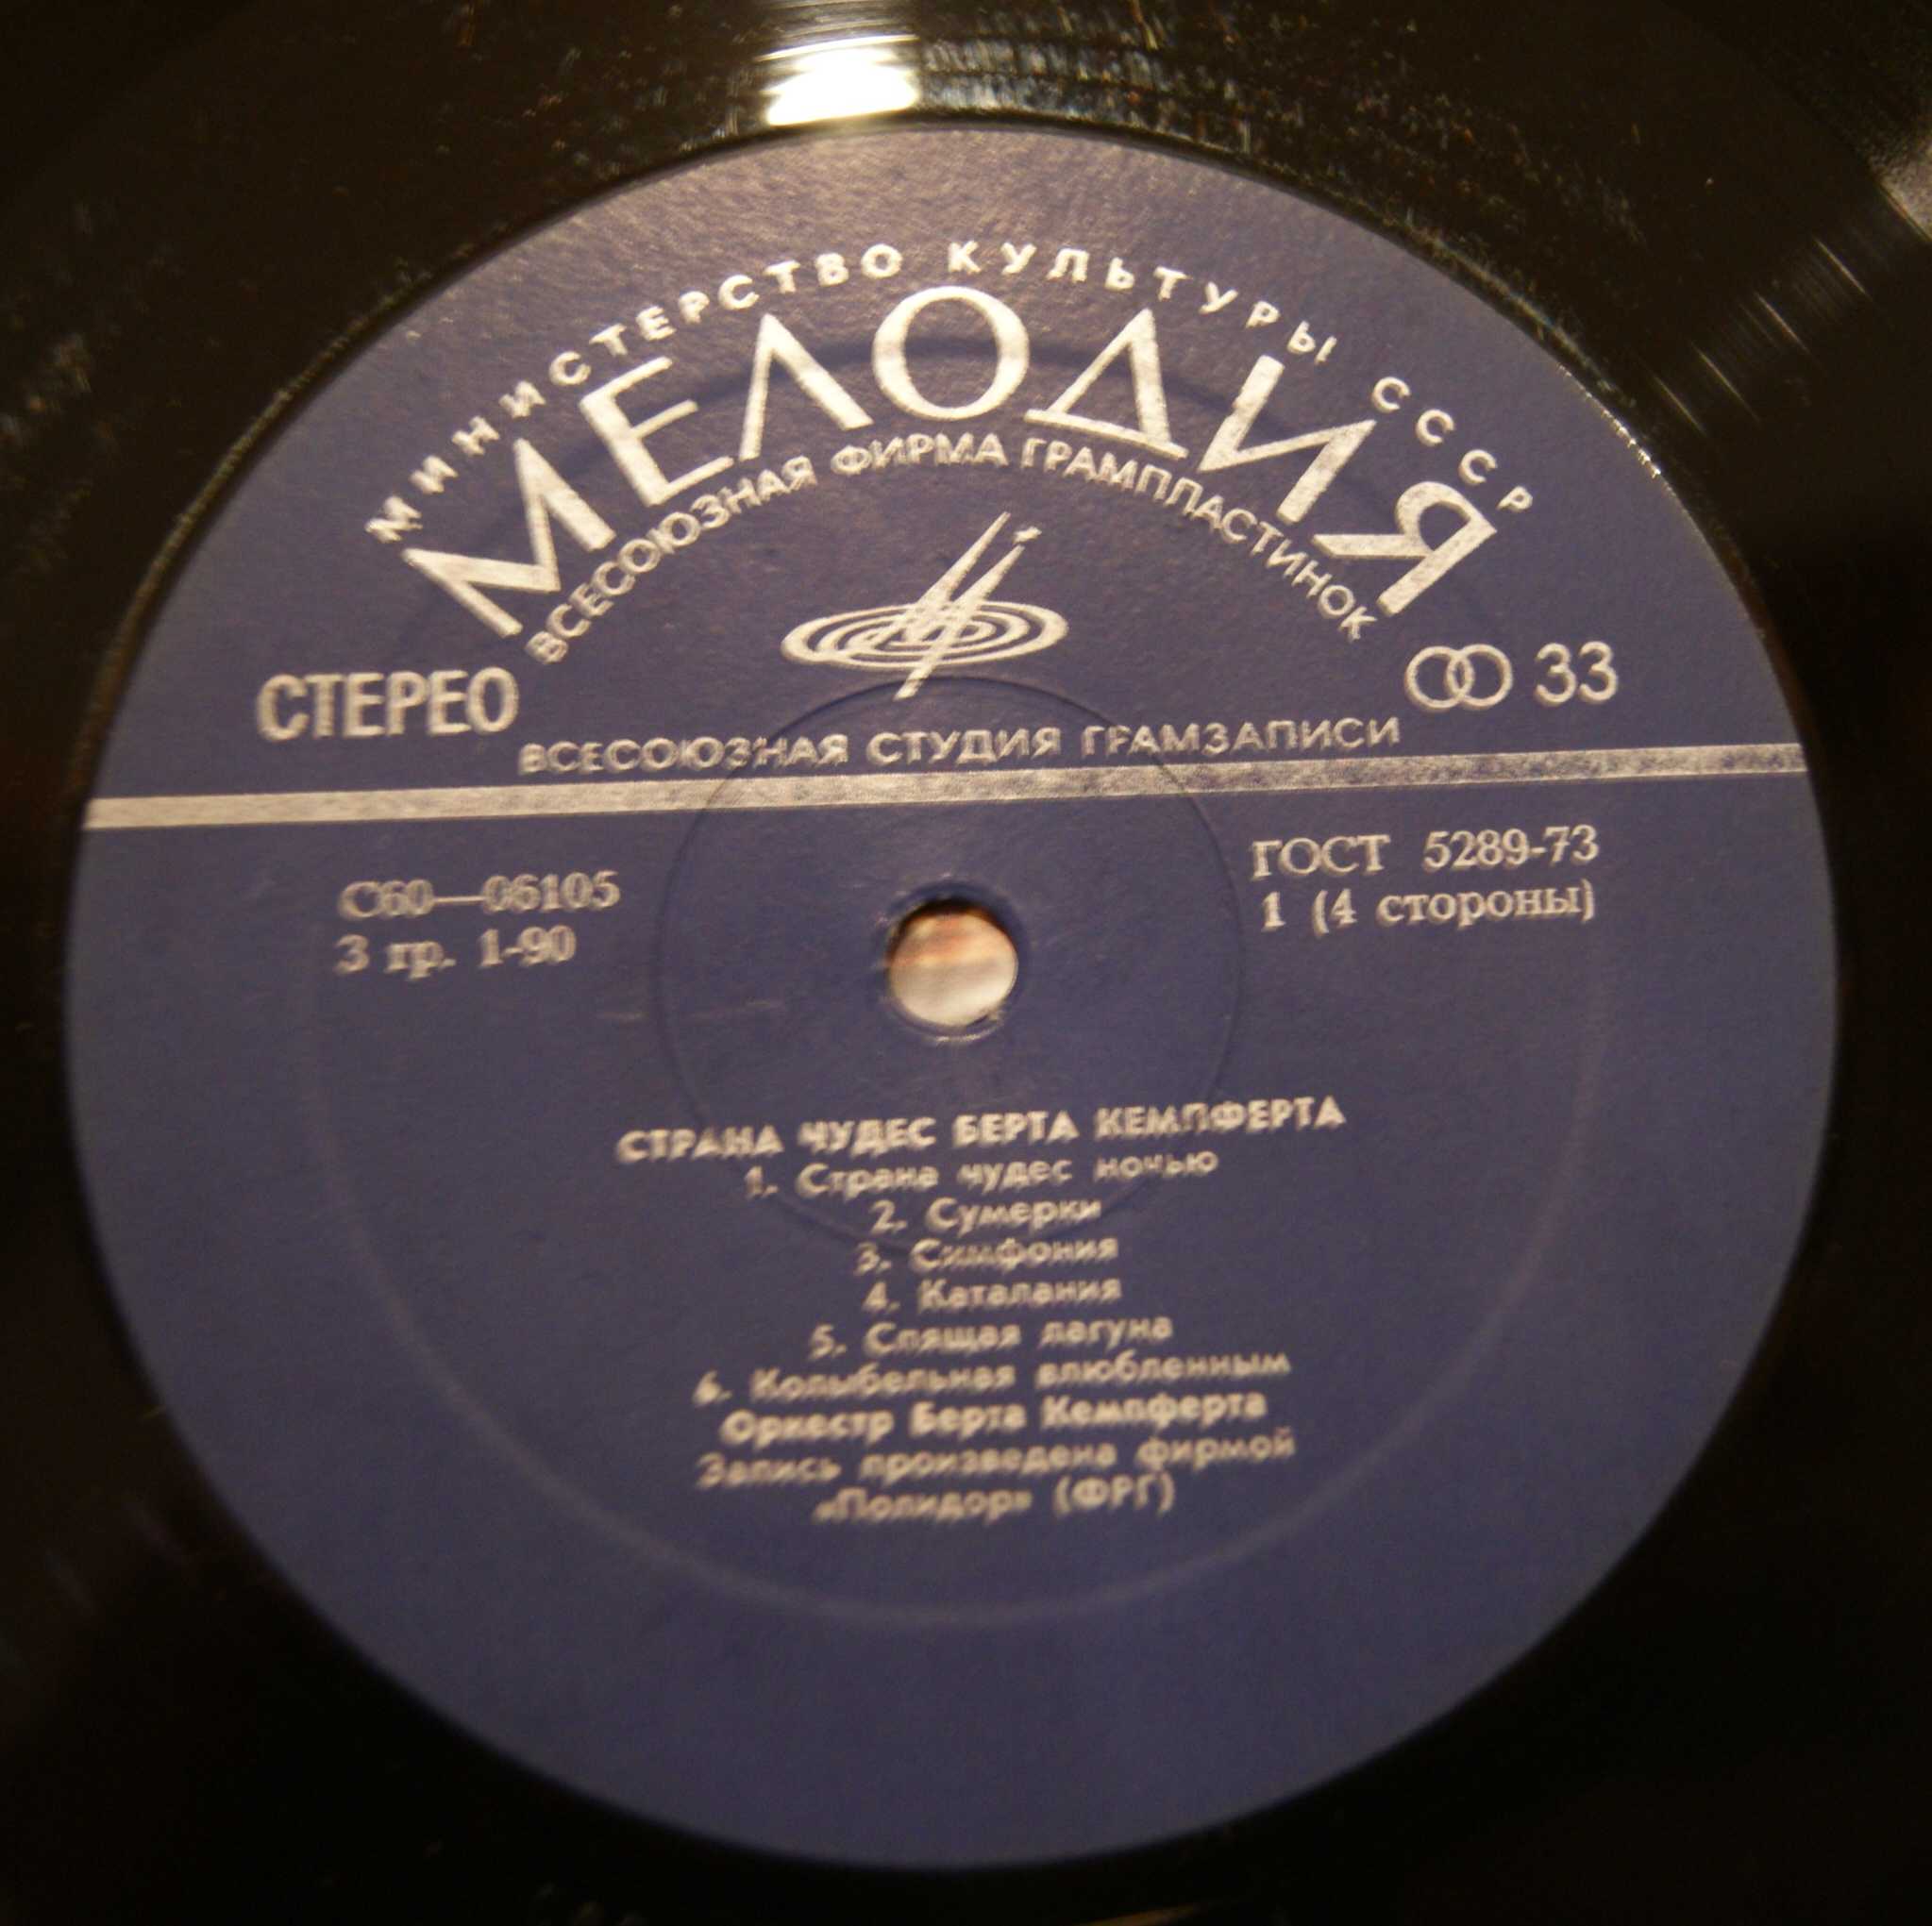 МИНИСТЕРСТВО КУЛЬТУРЫ СССР
МЕЛОДИЯ
ВСЕСОЮЗНАЯ ФИРМА ГРАМПЛАСТИНОК
СТЕРЕО
33
ВСЕСОЮЗНАЯ СТУДИЯ ГРАМЗАПИСИ
С60—06105
3 гр. 1-90
ГОСТ 5289-73
1 (4 стороны)
СТРАНА ЧУДЕС БЕРТА КЕМПФЕРТА
1. Страна чудес ночью
2. Сумерки
3. Симфония
4. Каталания
5. Спящая лагуна
6. Колыбельная влюбленным
Оркестр Берта Кемпферта
Запись произведена фирмой
«Полидор» (ФРГ)